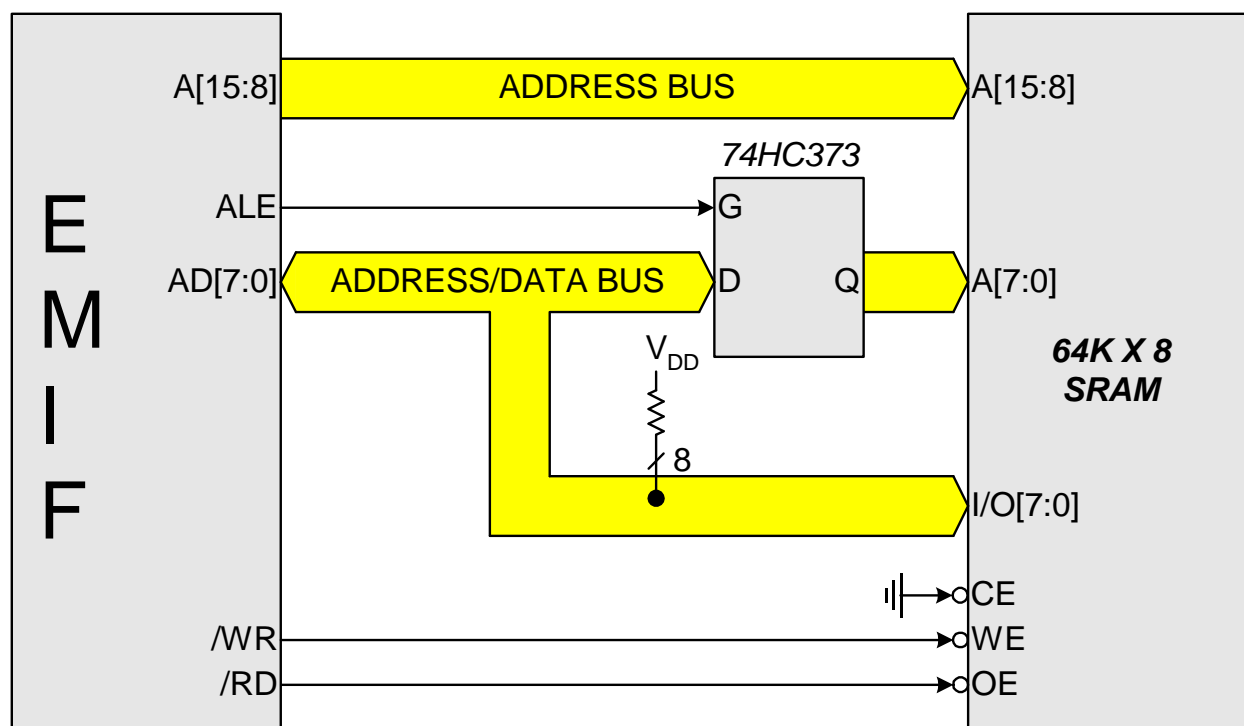 A[15:8]
ADDRESS BUS
A[15:8]
74HC373
ALE
G
AD[7:0]
ADDRESS/DATA BUS
D
Q
A[7:0]
E
M
I
F
VDD
8
64K X 8
SRAM
I/O[7:0]
CE
/WR
WE
/RD
OE